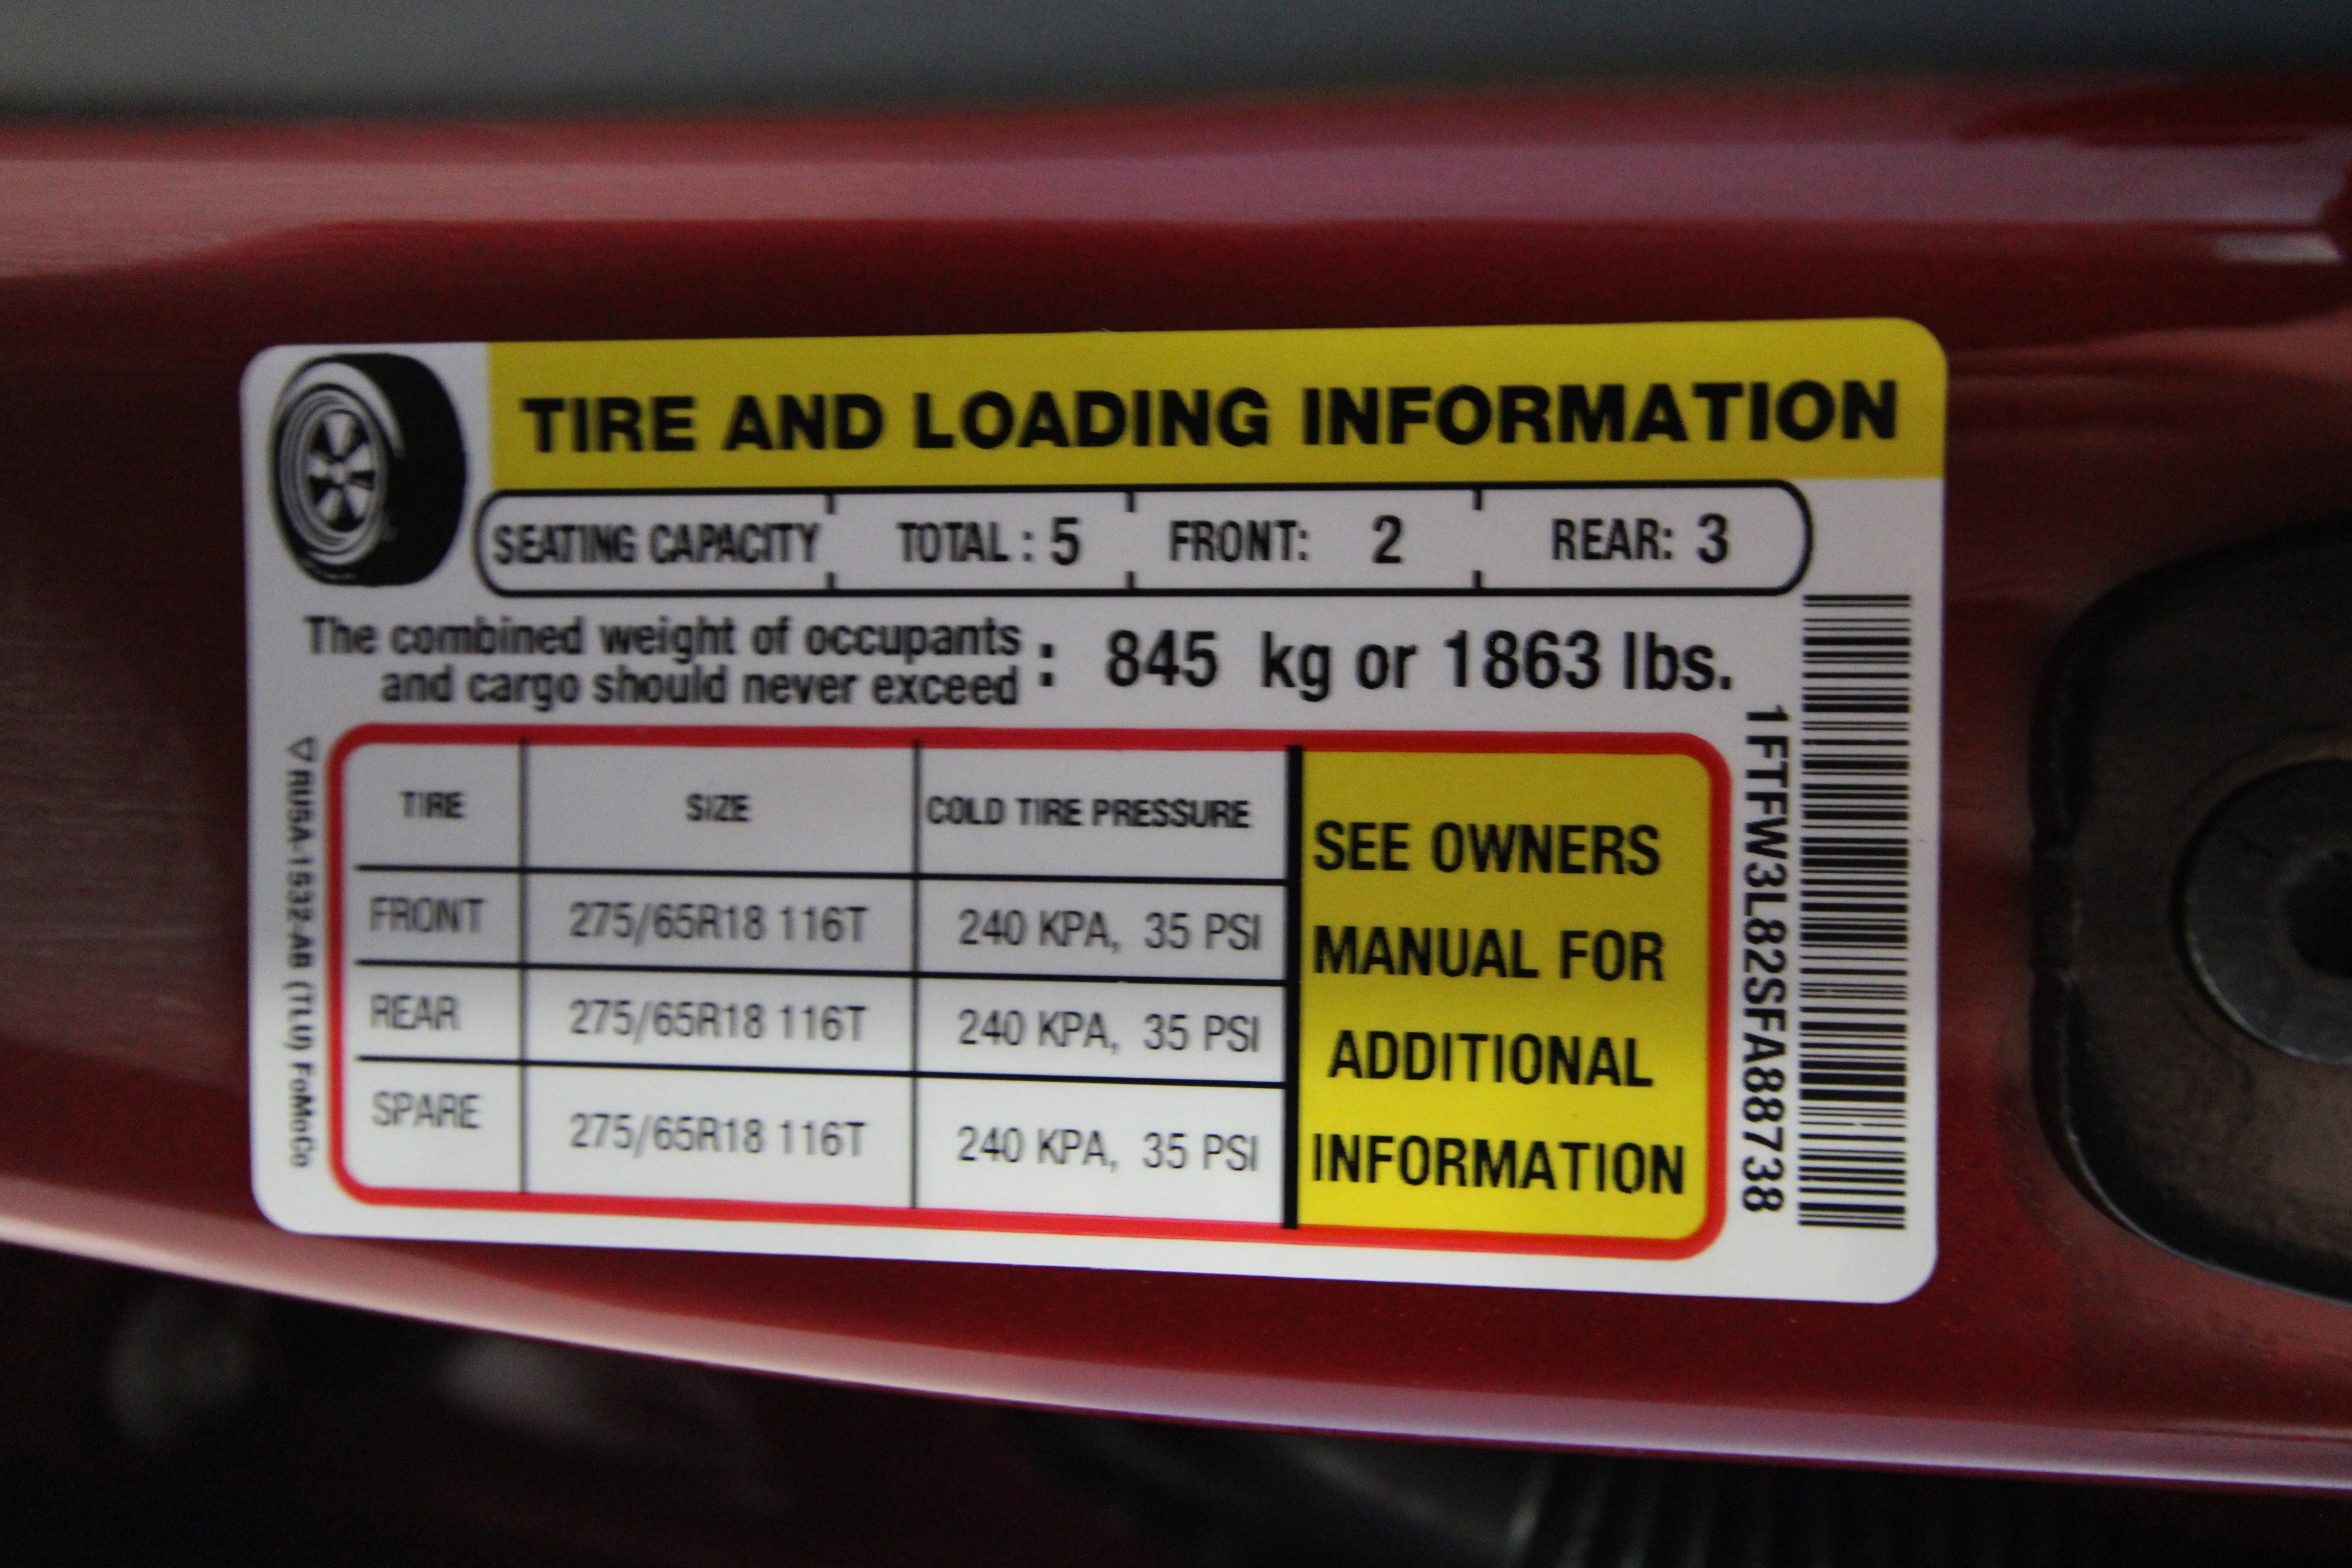 TIRE AND LOADING INFORMATION
SEATING CAPACITY TOTAL : 5 FRONT: 2 REAR: 3
The combined weight of occupants
and cargo should never exceed : 845 kg or 1863 lbs.
TIRE SIZE COLD TIRE PRESSURE
FRONT 275/65R18 116T 240 KPA, 35 PSI
REAR 275/65R18 116T 240 KPA, 35 PSI
SPARE 275/65R18 116T 240 KPA, 35 PSI
SEE OWNERS
MANUAL FOR
ADDITIONAL
INFORMATION
1FTFW3L82SFA88738
(TLU) FoMoCo